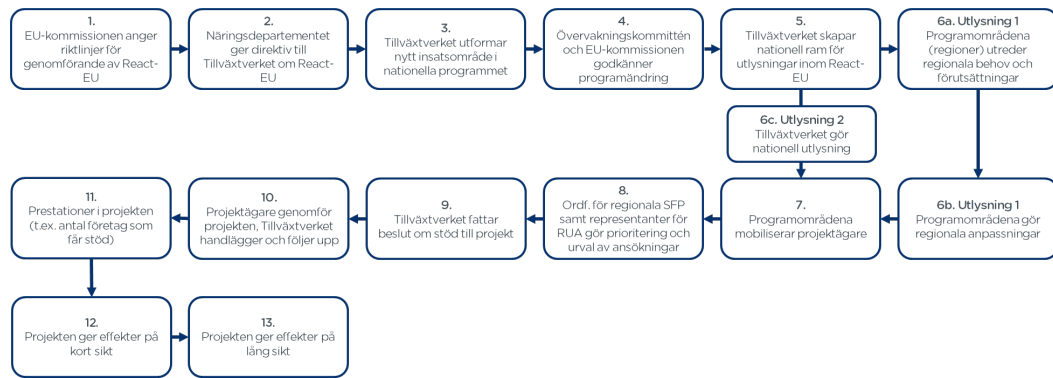 1.
EU-kommissionen anger
riktlinjer för
genomförande av React-
EU
2.
Näringsdepartementet
ger direktiv till
Tillväxtverket om React-
EU
3.
Tillväxtverket utformar
nytt insatsområde i
nationella programmet
4.
Övervakningskommittén
och EU-kommissionen
godkänner
programändring
5.
Tillväxtverket skapar
nationell ram för
utlysningar inom React-
EU
6a. Utlysning 1
Programområdena
(regioner) utreder
regionala behov och
förutsättningar
6c. Utlysning 2
Tillväxtverket gör
nationell utlysning
6b. Utlysning 1
Programområdena gör
regionala anpassningar
7.
Programområdena
mobiliserar projektägare
8.
Ordf. för regionala SFP
samt representanter för
RUA gör prioritering och
urval av ansökningar
9.
Tillväxtverket fattar
beslut om stöd till projekt
10.
Projektägare genomför
projekten, Tillväxtverket
handlägger och följer upp
11.
Prestationer i projekten
(t.ex. antal företag som
får stöd)
12.
Projekten ger effekter på
kort sikt
13.
Projekten ger effekter på
lång sikt